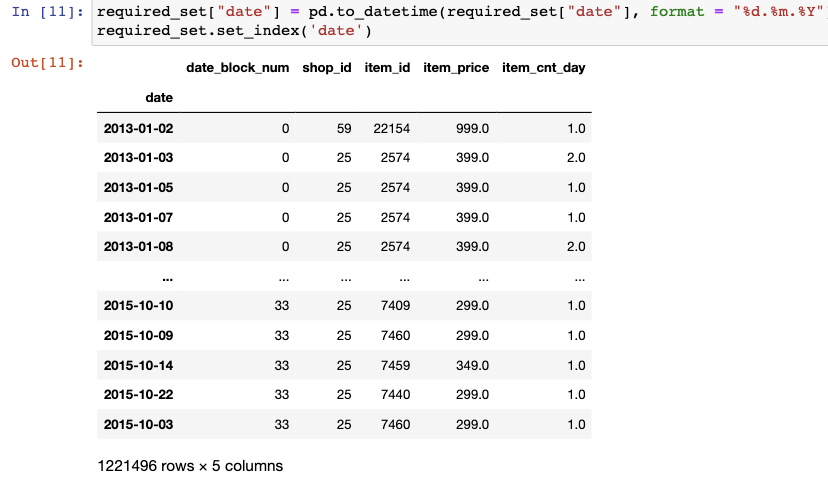 In [11]: required_set["date"] = pd.to_datetime(required_set["date"], format = "%d.%m.%Y"
required_set.set_index('date')
Out[11]:
date_block_num shop_id item_id item_price item_cnt_day
date
2013-01-02 0 59 22154 999.0 1.0
2013-01-03 0 25 2574 399.0 2.0
2013-01-05 0 25 2574 399.0 1.0
2013-01-07 0 25 2574 399.0 1.0
2013-01-08 0 25 2574 399.0 2.0
... ... ... ... ... ...
2015-10-10 33 25 7409 299.0 1.0
2015-10-09 33 25 7460 299.0 1.0
2015-10-14 33 25 7459 349.0 1.0
2015-10-22 33 25 7440 299.0 1.0
2015-10-03 33 25 7460 299.0 1.0
1221496 rows × 5 columns